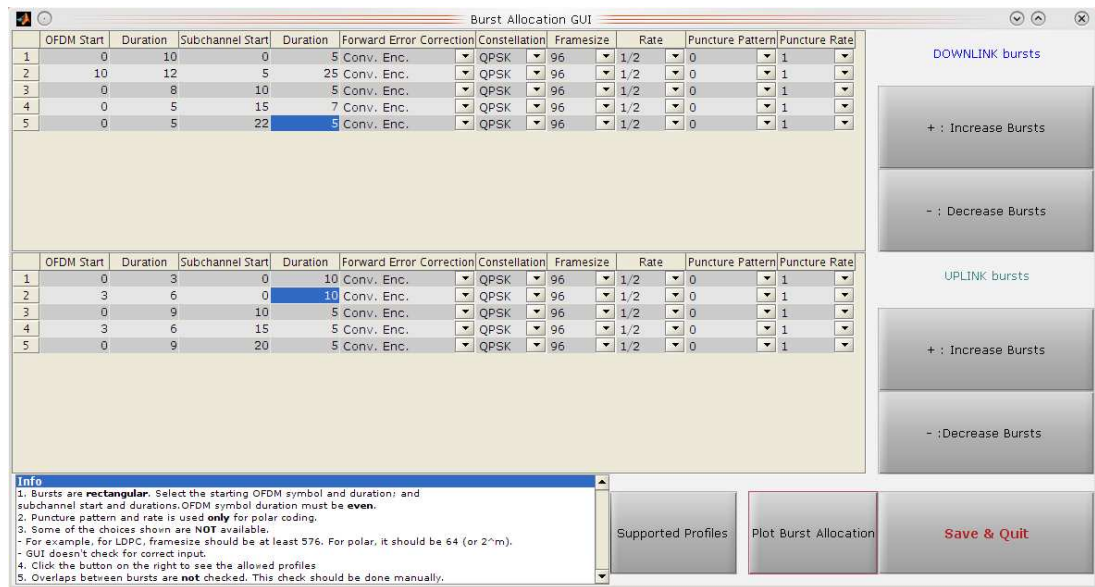 Burst Allocation GUI
OFDM Start Duration Subchannel Start Duration Forward Error Correction Constellation Framesize Rate Puncture Pattern Puncture Rate
1 0 10 0 5 Conv. Enc. QPSK 96 1/2 0 1
2 10 12 5 25 Conv. Enc. QPSK 96 1/2 0 1
3 0 8 10 5 Conv. Enc. QPSK 96 1/2 0 1
4 0 5 15 7 Conv. Enc. QPSK 96 1/2 0 1
5 0 5 22 5 Conv. Enc. QPSK 96 1/2 0 1
DOWNLINK bursts
+ : Increase Bursts
- : Decrease Bursts
OFDM Start Duration Subchannel Start Duration Forward Error Correction Constellation Framesize Rate Puncture Pattern Puncture Rate
1 0 3 0 10 Conv. Enc. QPSK 96 1/2 0 1
2 3 6 0 10 Conv. Enc. QPSK 96 1/2 0 1
3 0 9 10 5 Conv. Enc. QPSK 96 1/2 0 1
4 3 6 15 5 Conv. Enc. QPSK 96 1/2 0 1
5 0 9 20 5 Conv. Enc. QPSK 96 1/2 0 1
UPLINK bursts
+ : Increase Bursts
- :Decrease Bursts
Info
1. Bursts are rectangular. Select the starting OFDM symbol and duration; and
subchannel start and durations.OFDM symbol duration must be even.
2. Puncture pattern and rate is used only for polar coding.
3. Some of the choices shown are NOT available.
- For example, for LDPC, framesize should be at least 576. For polar, it should be 64 (or 2^m).
- GUI doesn't check for correct input.
4. Click the button on the right to see the allowed profiles
5. Overlaps between bursts are not checked. This check should be done manually.
Supported Profiles
Plot Burst Allocation
Save & Quit